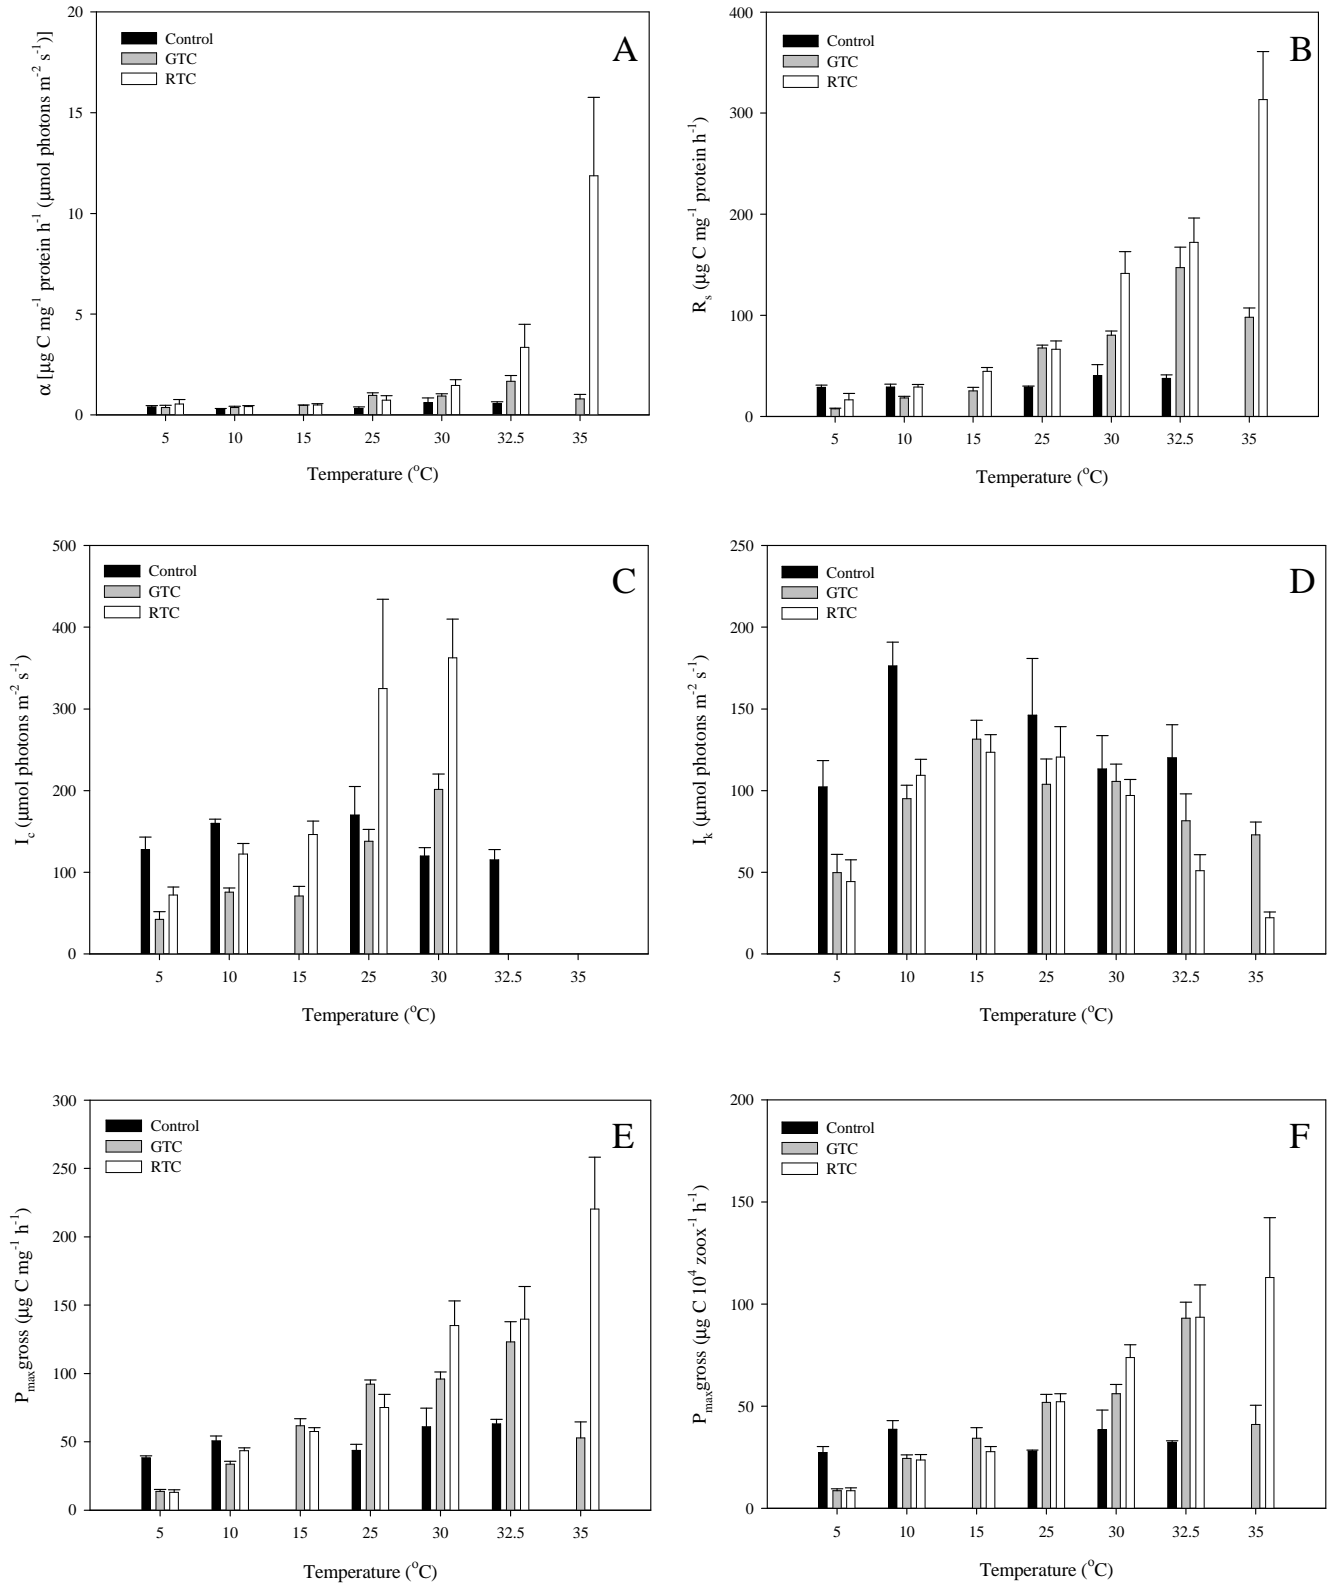 A
Control
GTC
RTC
20
15
10
5
0
α [µg C mg⁻¹ protein h⁻¹ (µmol photons m⁻² s⁻¹)]
5 10 15 25 30 32.5 35
Temperature (°C)
B
Control
GTC
RTC
400
300
200
100
0
Rₛ (µg C mg⁻¹ protein h⁻¹)
5 10 15 25 30 32.5 35
Temperature (°C)
C
Control
GTC
RTC
500
400
300
200
100
0
I_c (µmol photons m⁻² s⁻¹)
5 10 15 25 30 32.5 35
Temperature (°C)
D
Control
GTC
RTC
250
200
150
100
50
0
Iₖ (µmol photons m⁻² s⁻¹)
5 10 15 25 30 32.5 35
Temperature (°C)
E
Control
GTC
RTC
300
250
200
150
100
50
0
Pₘₐₓgross (µg C mg⁻¹ h⁻¹)
5 10 15 25 30 32.5 35
Temperature (°C)
F
Control
GTC
RTC
200
150
100
50
0
Pₘₐₓgross (µg C 10⁴ zoox⁻¹ h⁻¹)
5 10 15 25 30 32.5 35
Temperature (°C)